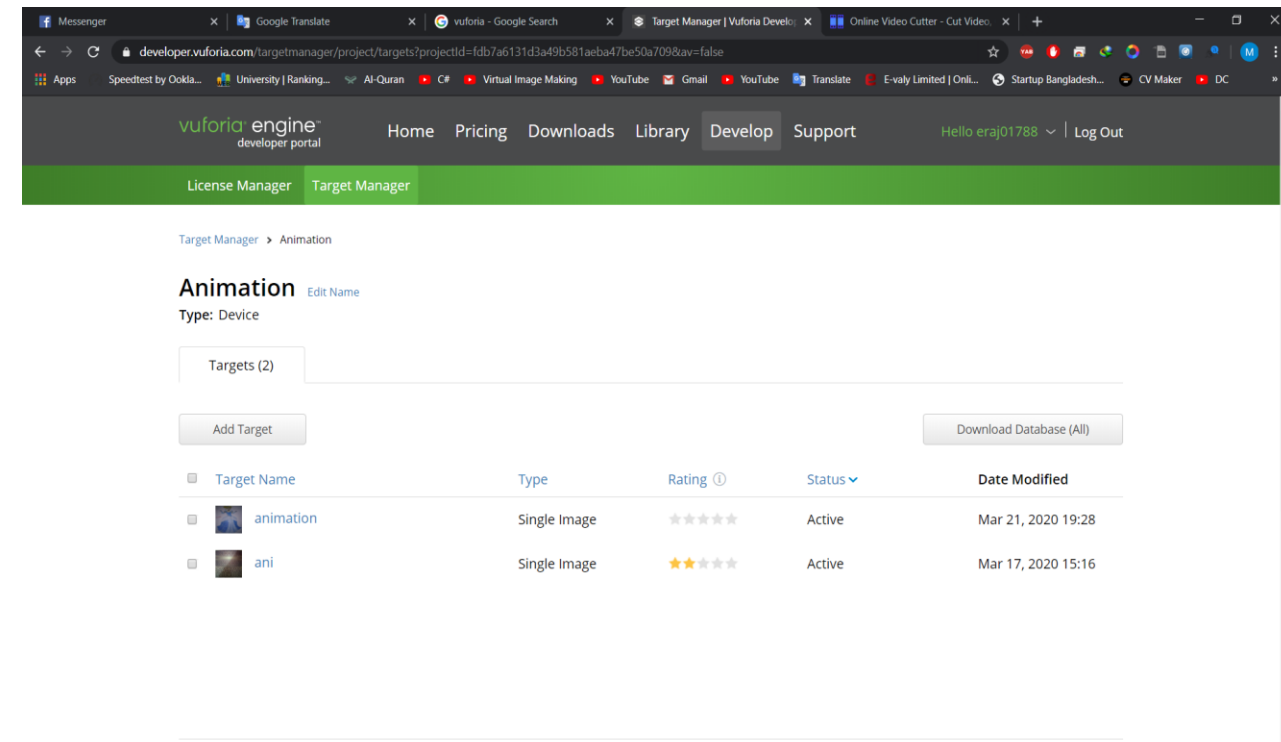 Messenger
Google Translate
vuforia - Google Search
Target Manager | Vuforia Develop
Online Video Cutter - Cut Video,
developer.vuforia.com/targetmanager/project/targets?projectId=fdb7a6131d3a49b581aeba47be50a709&av=false
Apps
Speedtest by Ookla...
University | Ranking...
Al-Quran
C#
Virtual Image Making
YouTube
Gmail
YouTube
Translate
E-valy Limited | Onli...
Startup Bangladesh...
CV Maker
DC
»
vuforia engine™
developer portal
Home Pricing Downloads Library Develop Support
Hello eraj01788 | Log Out
License Manager Target Manager
Target Manager > Animation
Animation Edit Name
Type: Device
Targets (2)
Add Target Download Database (All)
Target Name Type Rating Status Date Modified
animation Single Image Active Mar 21, 2020 19:28
ani Single Image Active Mar 17, 2020 15:16